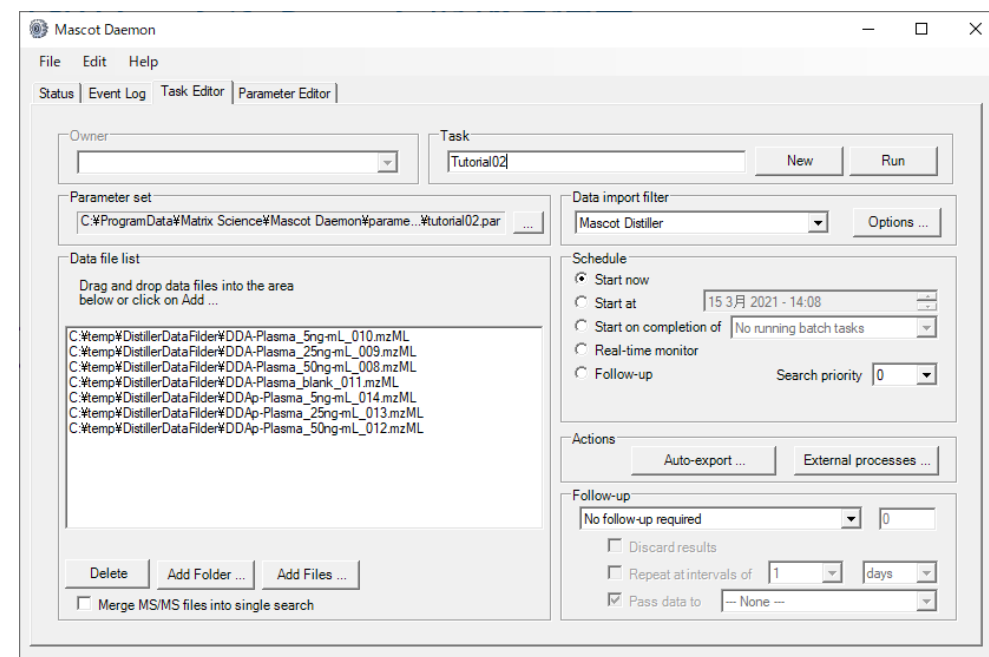 Mascot Daemon
File Edit Help
Status Event Log Task Editor Parameter Editor
Owner
Task
Tutorial02
New
Run
Parameter set
C:¥ProgramData¥Matrix Science¥Mascot Daemon¥parame...¥tutorial02.par
...
Data import filter
Mascot Distiller
Options ...
Data file list
Drag and drop data files into the area
below or click on Add ...
C:¥temp¥DistillerDataFilder¥DDA-Plasma_5ng-mL_010.mzML
C:¥temp¥DistillerDataFilder¥DDA-Plasma_25ng-mL_009.mzML
C:¥temp¥DistillerDataFilder¥DDA-Plasma_50ng-mL_008.mzML
C:¥temp¥DistillerDataFilder¥DDA-Plasma_blank_011.mzML
C:¥temp¥DistillerDataFilder¥DDAp-Plasma_5ng-mL_014.mzML
C:¥temp¥DistillerDataFilder¥DDAp-Plasma_25ng-mL_013.mzML
C:¥temp¥DistillerDataFilder¥DDAp-Plasma_50ng-mL_012.mzML
Delete
Add Folder ...
Add Files ...
Merge MS/MS files into single search
Schedule
Start now
Start at 15 3月 2021 - 14:08
Start on completion of No running batch tasks
Real-time monitor
Follow-up
Search priority 0
Actions
Auto-export ...
External processes ...
Follow-up
No follow-up required 0
Discard results
Repeat at intervals of 1 days
Pass data to --- None ---